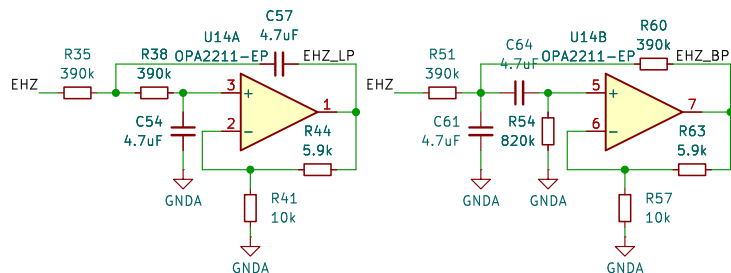 C57
4.7uF
U14A
OPA2211-EP
EHZ_LP
R35
390k
R38
390k
EHZ
3
+
1
2
−
C54
4.7uF
R44
5.9k
GNDA
R41
10k
GNDA
R60
390k
U14B
OPA2211-EP
EHZ_BP
R51
390k
C64
4.7uF
EHZ
5
+
7
6
−
C61
4.7uF
R54
820k
R63
5.9k
GNDA
GNDA
R57
10k
GNDA